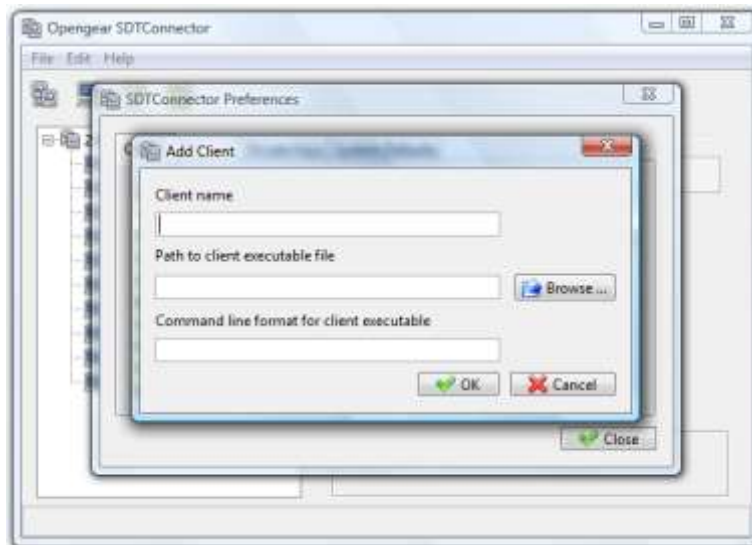 Opengear SDTConnector
File Edit Help
SDTConnector Preferences
Add Client
Client name
Path to client executable file
Browse ...
Command line format for client executable
OK Cancel
Close